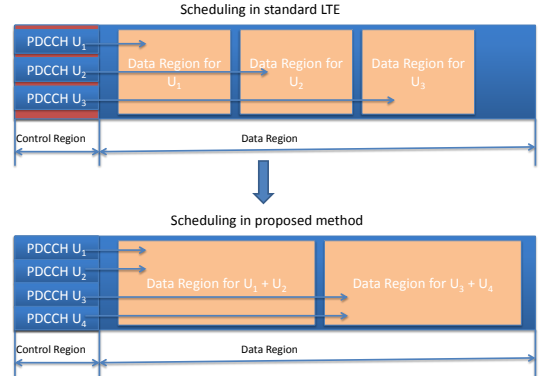 Scheduling in standard LTE
PDCCH U₁
PDCCH U₂
PDCCH U₃
Data Region for
U₁
Data Region for
U₂
Data Region for
U₃
Control Region
Data Region
Scheduling in proposed method
PDCCH U₁
PDCCH U₂
PDCCH U₃
PDCCH U₄
Data Region for U₁ + U₂
Data Region for U₃ + U₄
Control Region
Data Region